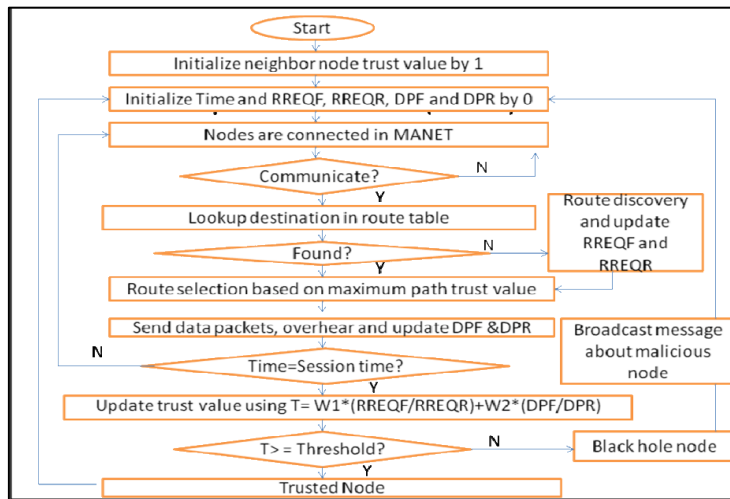 Start
Initialize neighbor node trust value by 1
Initialize Time and RREQF, RREQR, DPF and DPR by 0
Nodes are connected in MANET
Communicate?
N
Y
Lookup destination in route table
Route discovery
and update
RREQF and
RREQR
Found?
N
Y
Route selection based on maximum path trust value
Send data packets, overhear and update DPF &DPR
Broadcast message
about malicious
node
N
Time=Session time?
Y
Update trust value using T= W1*(RREQF/RREQR)+W2*(DPF/DPR)
T> = Threshold?
N
Black hole node
Y
Trusted Node